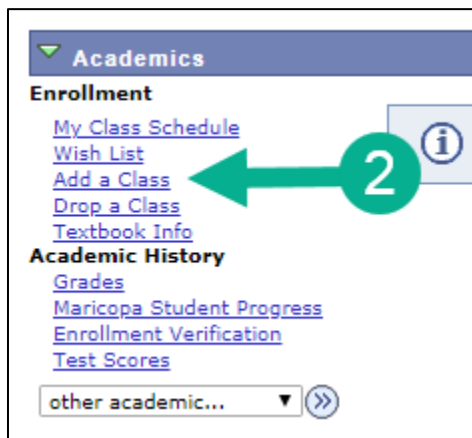 Academics
Enrollment
My Class Schedule
Wish List
Add a Class
2
Drop a Class
Textbook Info
Academic History
Grades
Maricopa Student Progress
Enrollment Verification
Test Scores
other academic...